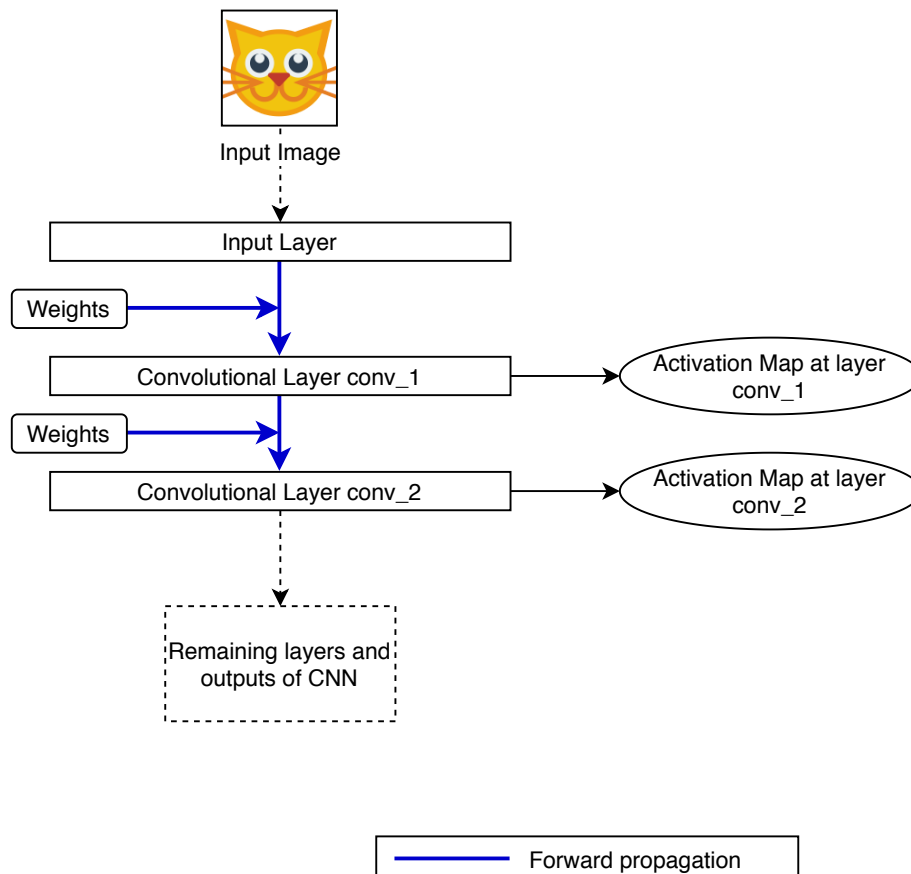 Input Image
Input Layer
Weights
Convolutional Layer conv_1
Activation Map at layer
conv_1
Weights
Convolutional Layer conv_2
Activation Map at layer
conv_2
Remaining layers and
outputs of CNN
Forward propagation